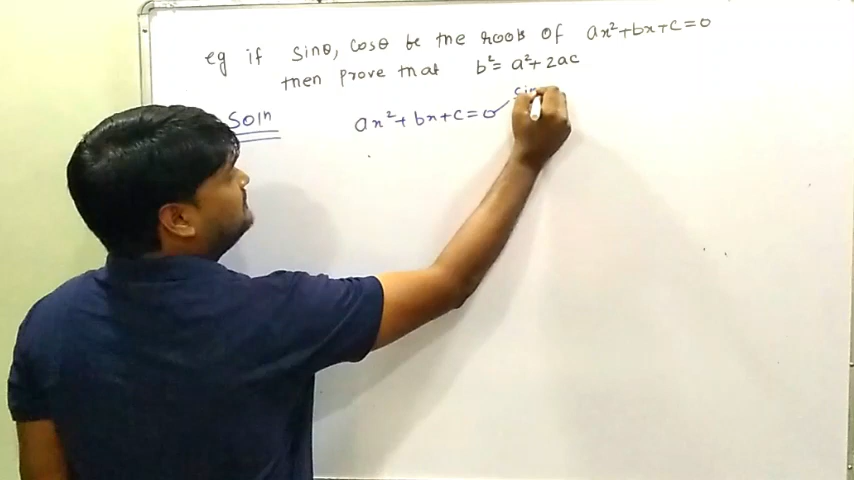 eg if sinθ, cosθ be the roots of ax²+bx+c=0
then prove that b²= a²+2ac
Soln
ax²+bx+c=0